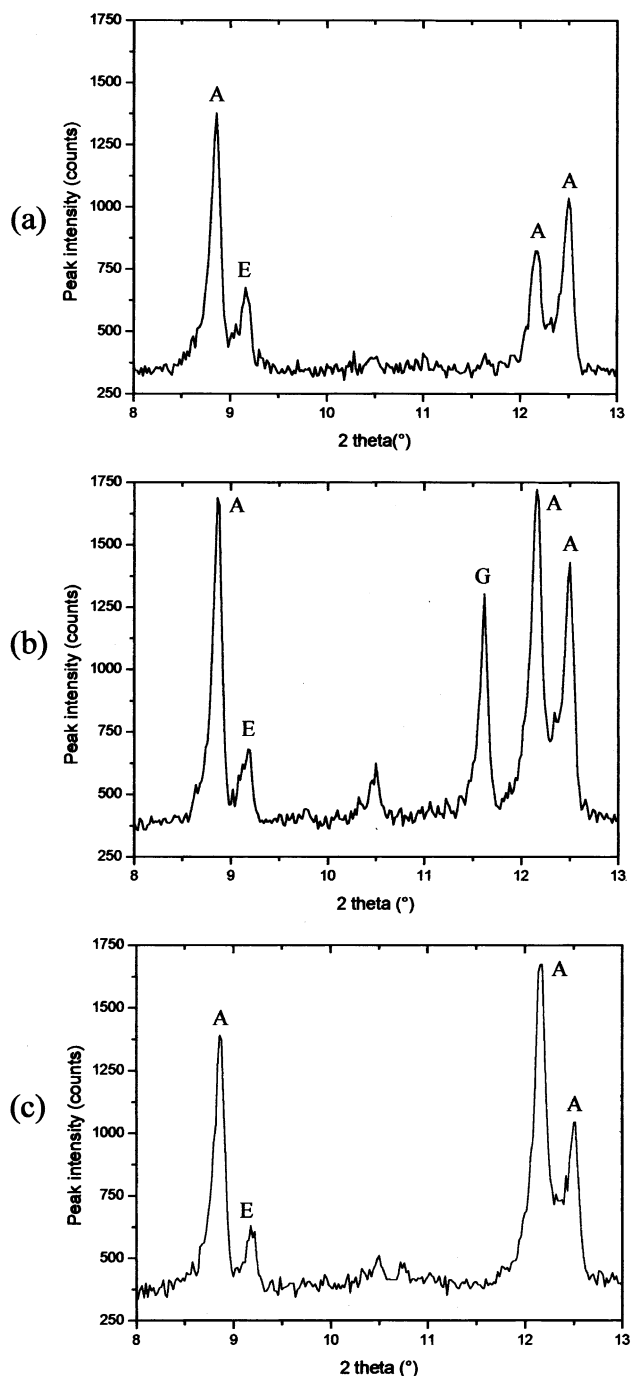 (a)
Peak intensity (counts)
1750
1500
1250
1000
750
500
250
A
E
A
A
8 9 10 11 12 13
2 theta(°)
(b)
Peak intensity (counts)
1750
1500
1250
1000
750
500
250
A
E
G
A
A
8 9 10 11 12 13
2 theta (°)
(c)
Peak intensity (counts)
1750
1500
1250
1000
750
500
250
A
E
A
A
8 9 10 11 12 13
2 theta (°)